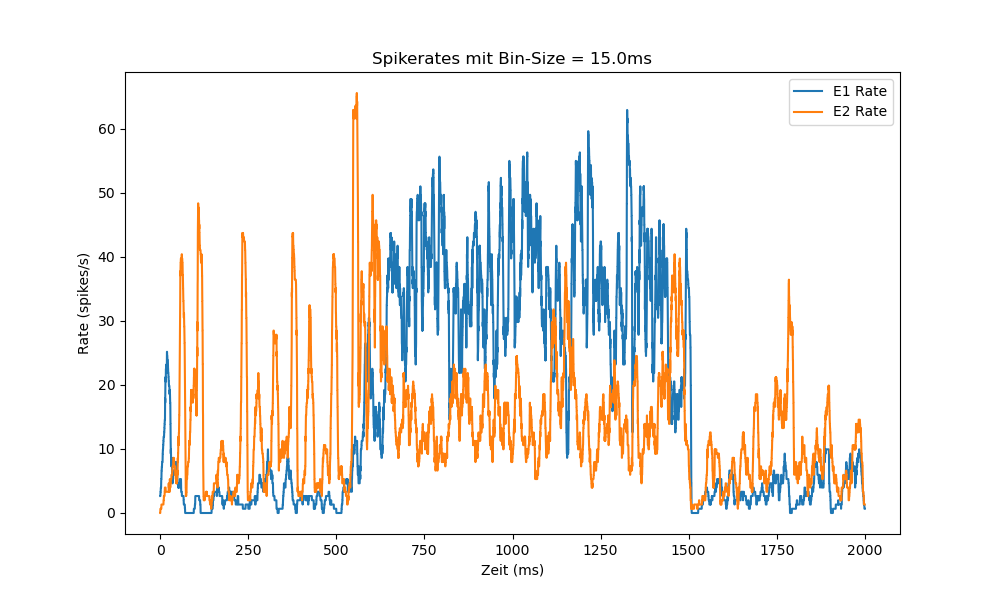 Spikerates mit Bin-Size = 15.0ms
E1 Rate
E2 Rate
Rate (spikes/s)
60
50
40
30
20
10
0
0 250 500 750 1000 1250 1500 1750 2000
Zeit (ms)